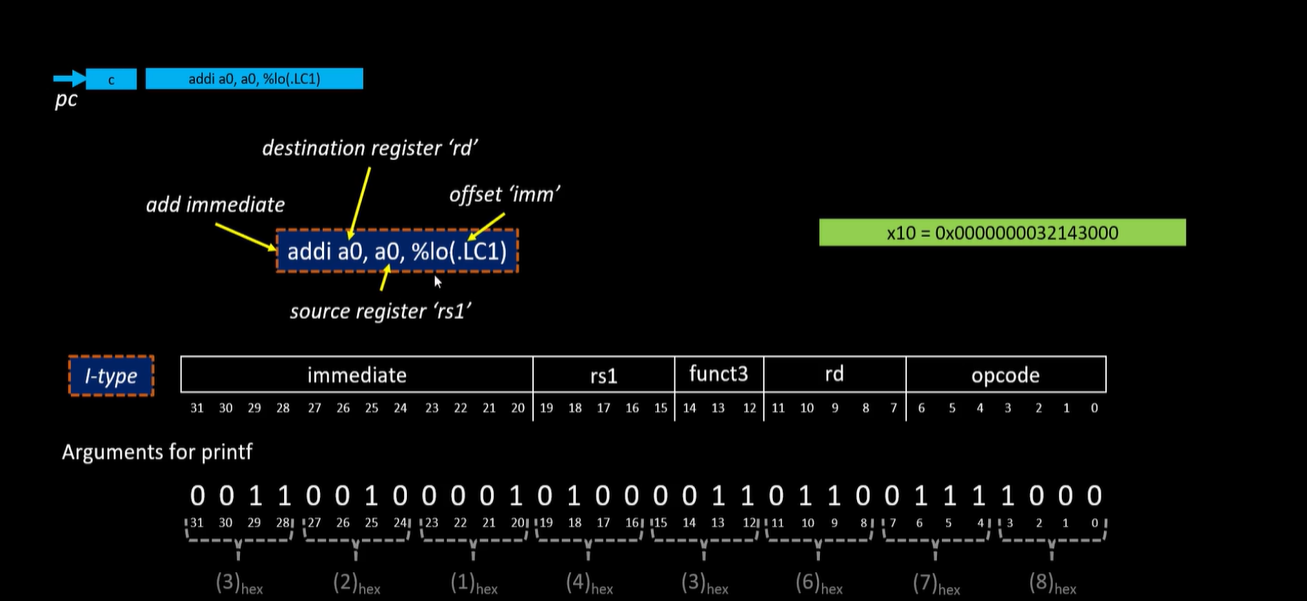 c addi a0, a0, %lo(.LC1)
pc
destination register ‘rd’
offset ‘imm’
add immediate
x10 = 0x0000000032143000
addi a0, a0, %lo(.LC1)
source register ‘rs1’
I-type immediate rs1 funct3 rd opcode
31 30 29 28 27 26 25 24 23 22 21 20 19 18 17 16 15 14 13 12 11 10 9 8 7 6 5 4 3 2 1 0
Arguments for printf
0 0 1 1 0 0 1 0 0 0 0 1 0 1 0 0 0 0 1 1 0 1 1 0 0 1 1 1 1 0 0 0
31 30 29 28 27 26 25 24 23 22 21 20 19 18 17 16 15 14 13 12 11 10 9 8 7 6 5 4 3 2 1 0
(3)hex (2)hex (1)hex (4)hex (3)hex (6)hex (7)hex (8)hex